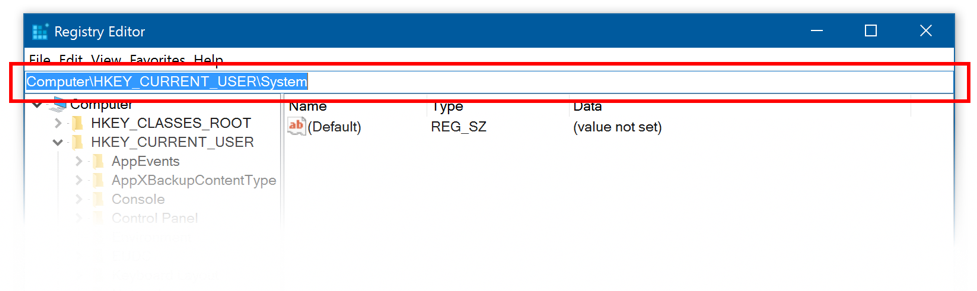 Registry Editor
File Edit View Favorites Help
Computer\HKEY_CURRENT_USER\System
Computer
Name Type Data
HKEY_CLASSES_ROOT
ab (Default) REG_SZ (value not set)
HKEY_CURRENT_USER
AppEvents
AppXBackupContentType
Console
Control Panel